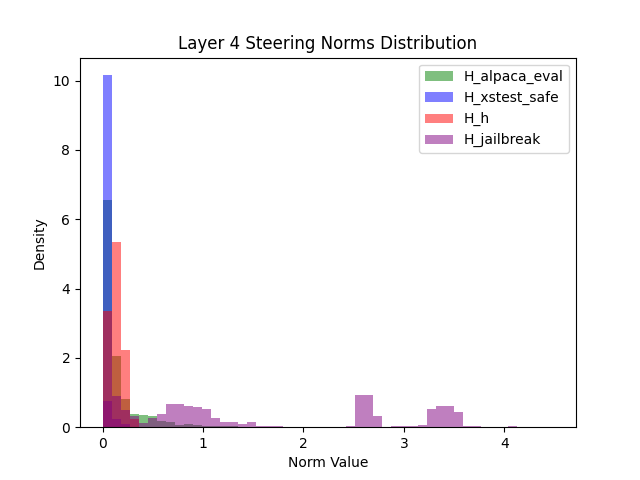 Layer 4 Steering Norms Distribution
H_alpaca_eval
H_xstest_safe
H_h
H_jailbreak
10
8
6
4
2
0
Density
0 1 2 3 4
Norm Value